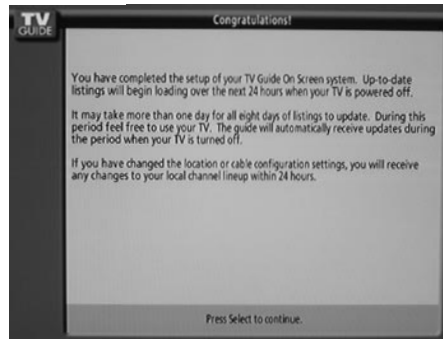 TV
GUIDE
Congratulations!
You have completed the setup of your TV Guide On Screen system. Up-to-date
listings will begin loading over the next 24 hours when your TV is powered off.
It may take more than one day for all eight days of listings to update. During this
period feel free to use your TV. The guide will automatically receive updates during
the period when your TV is turned off.
If you have changed the location or cable configuration settings, you will receive
any changes to your local channel lineup within 24 hours.
Press Select to continue.